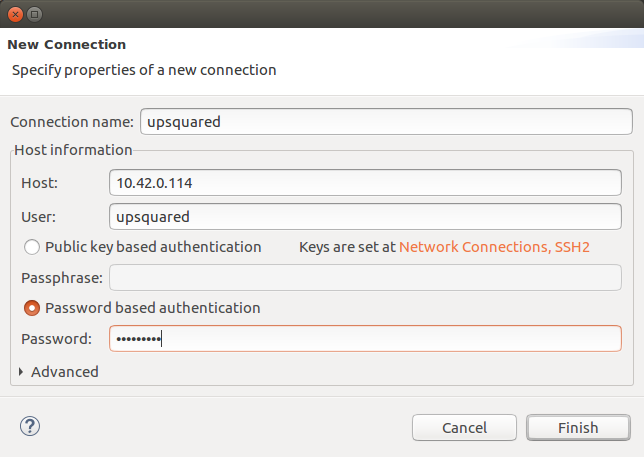 New Connection
Specify properties of a new connection
Connection name: upsquared
Host information
Host: 10.42.0.114
User: upsquared
Public key based authentication Keys are set at Network Connections, SSH2
Passphrase:
Password based authentication
Password: •••••••••
Advanced
? Cancel Finish